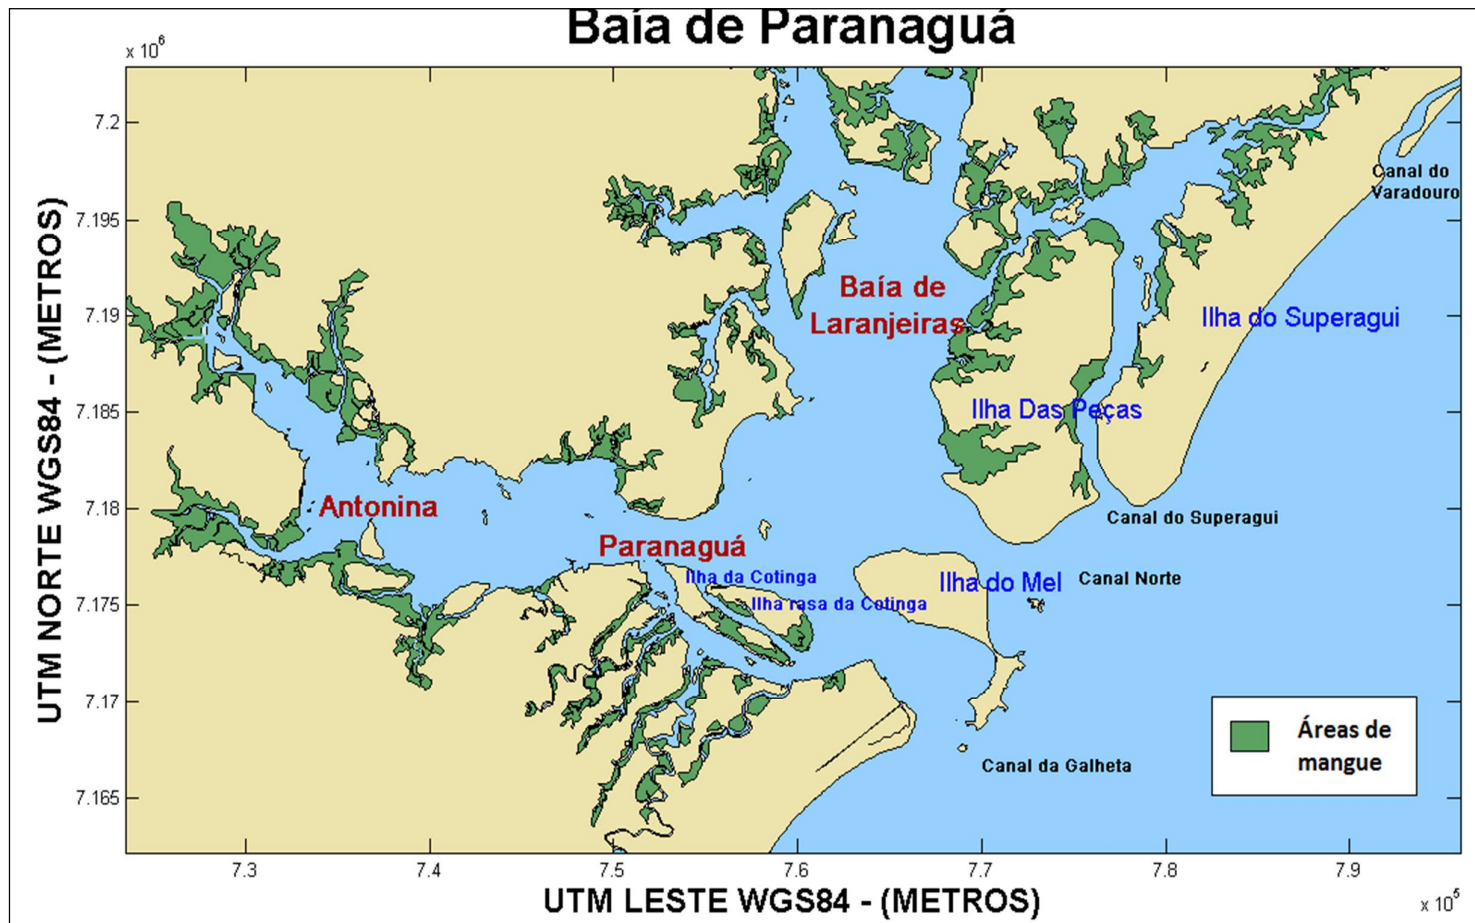 Baía de Paranaguá
x 10⁶
7.2
7.195
7.19
7.185
7.18
7.175
7.17
7.165
UTM NORTE WGS84 - (METROS)
Canal do
Varadouro
Baía de
Laranjeiras
Ilha do Superagui
Ilha Das Peças
Antonina
Canal do Superagui
Paranaguá
Ilha da Cotinga
Ilha do Mel
Canal Norte
Ilha rasa da Cotinga
Canal da Galheta
Áreas de
mangue
7.3
7.4
7.5
7.6
7.7
7.8
7.9
UTM LESTE WGS84 - (METROS)
x 10⁵